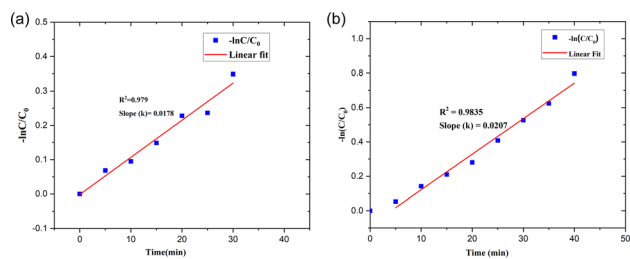 (a)
-lnC/C₀
Linear fit
R²=0.979
Slope (k)= 0.0178
-lnC/C₀
0.5
0.4
0.3
0.2
0.1
0.0
-0.1
0 10 20 30 40
Time(min)
(b)
-ln(C/C₀)
Linear Fit
R² = 0.9835
Slope (k) = 0.0207
-ln(C/C₀)
1.0
0.8
0.6
0.4
0.2
0.0
0 10 20 30 40 50
Time (min)